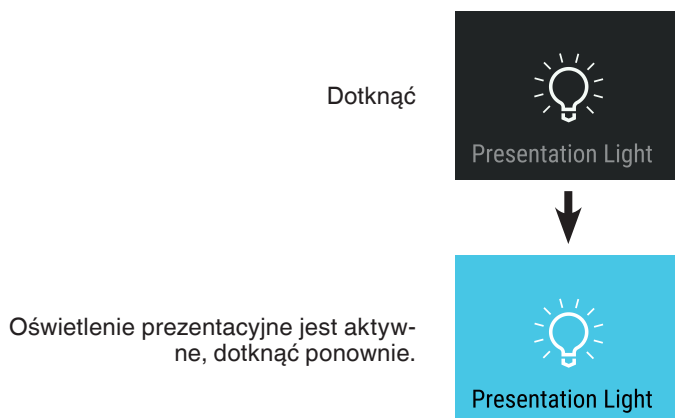 Dotknąć
Presentation Light
Oświetlenie prezentacyjne jest aktyw-
ne, dotknąć ponownie.
Presentation Light